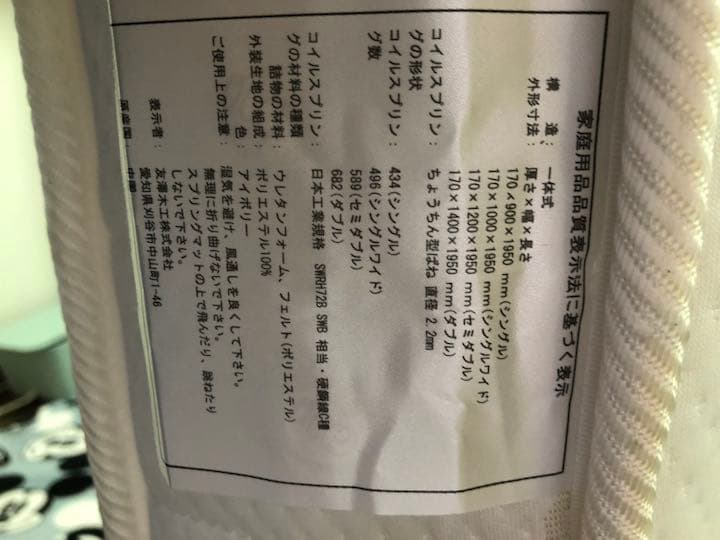 家庭用品品質表示法に基づく表示
構造： 一体式
外形寸法： 厚さ×幅×長さ
170×900×1950 mm(シングル)
170×1000×1950 mm(シングルワイド)
170×1200×1950 mm(セミダブル)
170×1400×1950 mm(ダブル)
コイルスプリン： ちょうちん型ばね 直径 2.2mm
グの形状
コイルスプリン： 434(シングル)
グ数 496(シングルワイド)
589(セミダブル)
682(ダブル)
コイルスプリン： 日本工業規格 SWRH72B SWB 相当・硬鋼線C種
グの材料の種類
詰物の材料： ウレタンフォーム、フェルト(ポリエステル)
外装生地の組成： ポリエステル100%
色： アイボリー
ご使用上の注意： 湿気を避け、風通しを良くして下さい。
無理に折り曲げないで下さい。
スプリングマットの上で飛んだり、跳ねたり
しないで下さい。
表示者： 友澤木工株式会社
愛知県刈谷市中山町1-46
原産国： 中国